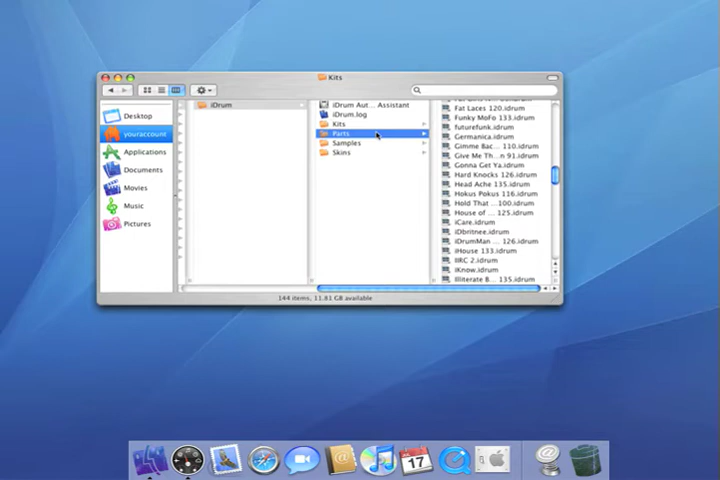 Kits
Desktop
youraccount
Applications
Documents
Movies
Music
Pictures
iDrum
iDrum Aut... Assistant
iDrum.log
Kits
Parts
Samples
Skins
Fat Laces 120.idrum
Funky MoFo 133.idrum
futurefunk.idrum
Germanica.idrum
Gimme Bac... 110.idrum
Give Me Th...n 91.idrum
Gonna Get Ya.idrum
Hard Knocks 126.idrum
Head Ache 135.idrum
Hokus Pokus 116.idrum
Hold That ...100.idrum
House of ... 125.idrum
iCare.idrum
iDbritnee.idrum
iDrumMan ... 126.idrum
iHouse 133.idrum
IIRC 2.idrum
iKnow.idrum
Illiterate B... 135.idrum
144 items, 11.81 GB available
JUL
17